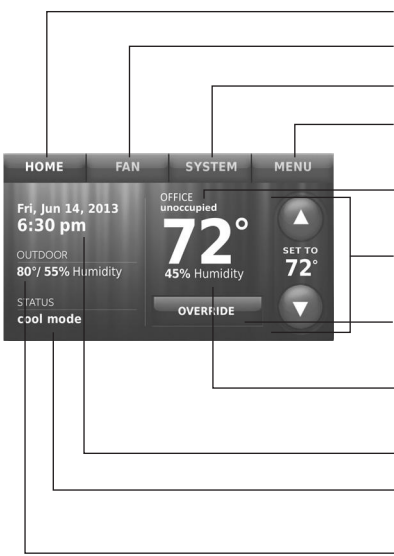 HOME FAN SYSTEM MENU
Fri, Jun 14, 2013
6:30 pm
OUTDOOR
80°/ 55% Humidity
STATUS
cool mode
OFFICE
unoccupied
72°
45% Humidity
OVERRIDE
SET TO
72°